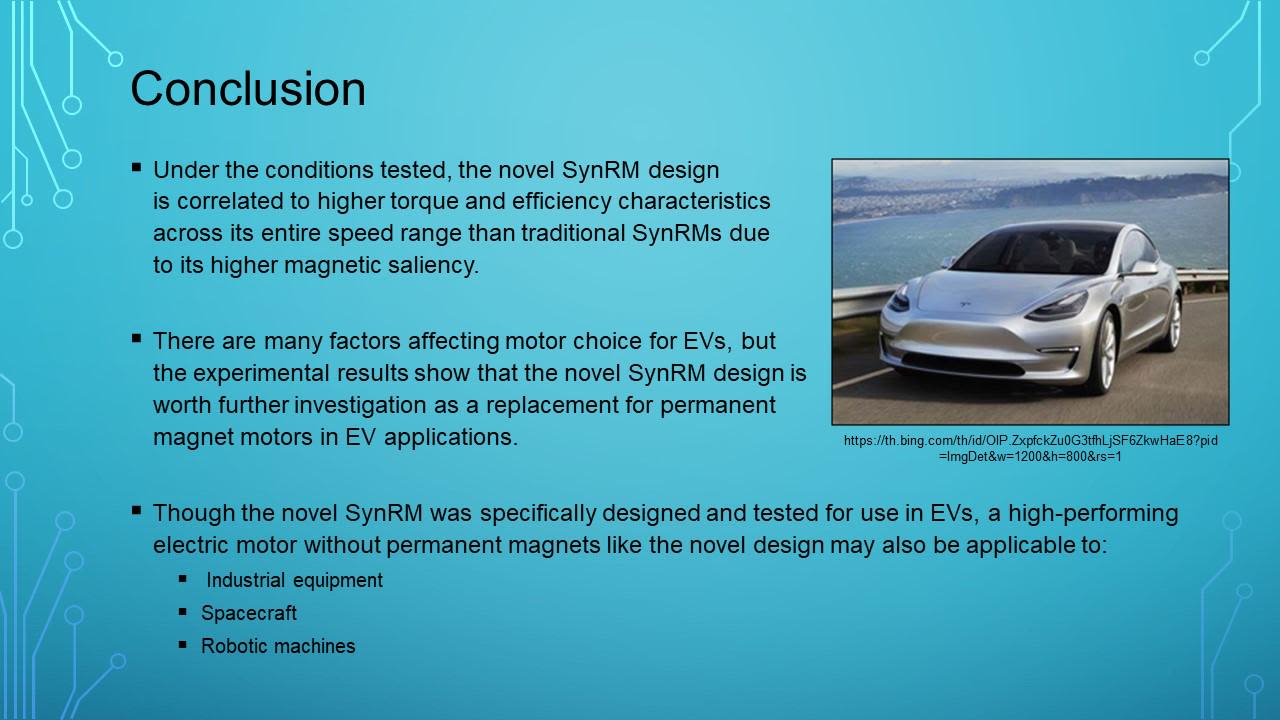 Conclusion
▪ Under the conditions tested, the novel SynRM design
is correlated to higher torque and efficiency characteristics
across its entire speed range than traditional SynRMs due
to its higher magnetic saliency.
▪ There are many factors affecting motor choice for EVs, but
the experimental results show that the novel SynRM design is
worth further investigation as a replacement for permanent
magnet motors in EV applications.
https://th.bing.com/th/id/OIP.ZxpfckZu0G3tfhLjSF6ZkwHaE8?pid
=ImgDet&w=1200&h=800&rs=1
▪ Though the novel SynRM was specifically designed and tested for use in EVs, a high-performing
electric motor without permanent magnets like the novel design may also be applicable to:
▪ Industrial equipment
▪ Spacecraft
▪ Robotic machines